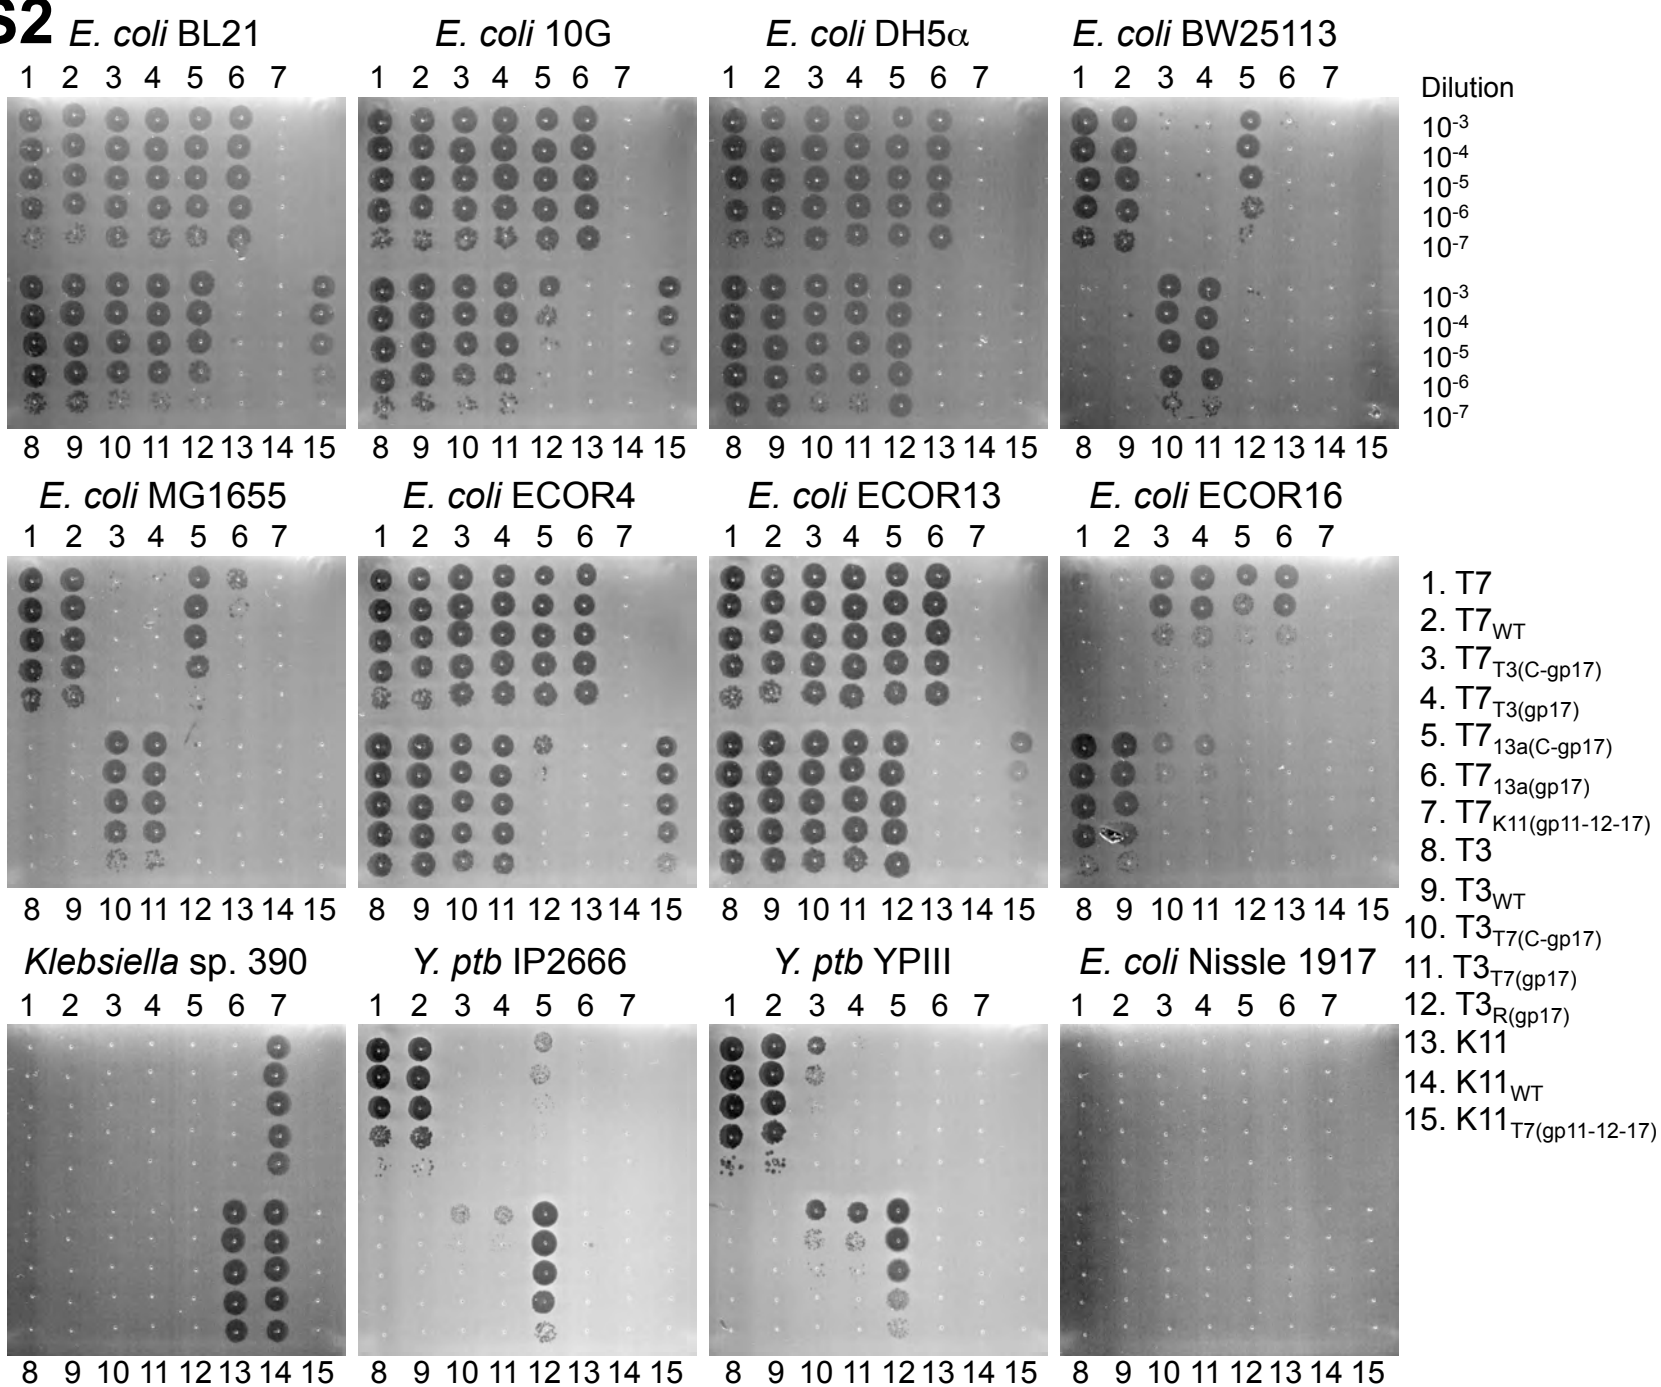 S2
E. coli BL21 E. coli 10G E. coli DH5α E. coli BW25113
1 2 3 4 5 6 7 1 2 3 4 5 6 7 1 2 3 4 5 6 7 1 2 3 4 5 6 7
Dilution
10-3
10-4
10-5
10-6
10-7
10-3
10-4
10-5
10-6
10-7
8 9 10 11 12 13 14 15 8 9 10 11 12 13 14 15 8 9 10 11 12 13 14 15 8 9 10 11 12 13 14 15
E. coli MG1655 E. coli ECOR4 E. coli ECOR13 E. coli ECOR16
1 2 3 4 5 6 7 1 2 3 4 5 6 7 1 2 3 4 5 6 7 1 2 3 4 5 6 7
1. T7
2. T7WT
3. T7T3(C-gp17)
4. T7T3(gp17)
5. T713a(C-gp17)
6. T713a(gp17)
7. T7K11(gp11-12-17)
8. T3
9. T3WT
10. T3T7(C-gp17)
11. T3T7(gp17)
12. T3R(gp17)
13. K11
14. K11WT
15. K11T7(gp11-12-17)
8 9 10 11 12 13 14 15 8 9 10 11 12 13 14 15 8 9 10 11 12 13 14 15 8 9 10 11 12 13 14 15
Klebsiella sp. 390 Y. ptb IP2666 Y. ptb YPIII E. coli Nissle 1917
1 2 3 4 5 6 7 1 2 3 4 5 6 7 1 2 3 4 5 6 7 1 2 3 4 5 6 7
8 9 10 11 12 13 14 15 8 9 10 11 12 13 14 15 8 9 10 11 12 13 14 15 8 9 10 11 12 13 14 15